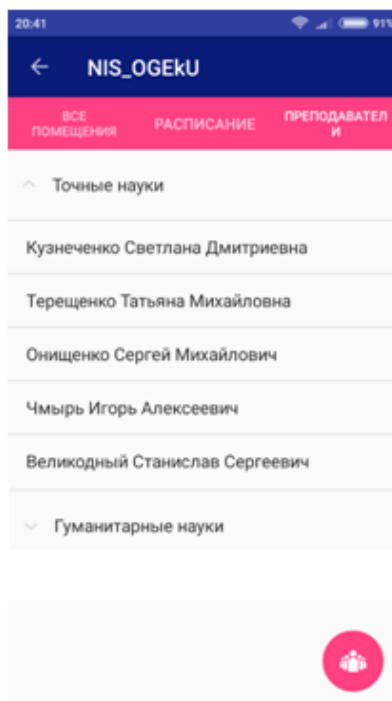 20:41
91%
NIS_OGEkU
ВСЕ
ПОМЕЩЕНИЯ
РАСПИСАНИЕ
ПРЕПОДАВАТЕЛ
И
Точные науки
Кузнеченко Светлана Дмитриевна
Терещенко Татьяна Михайловна
Онищенко Сергей Михайлович
Чмырь Игорь Алексеевич
Великодный Станислав Сергеевич
Гуманитарные науки